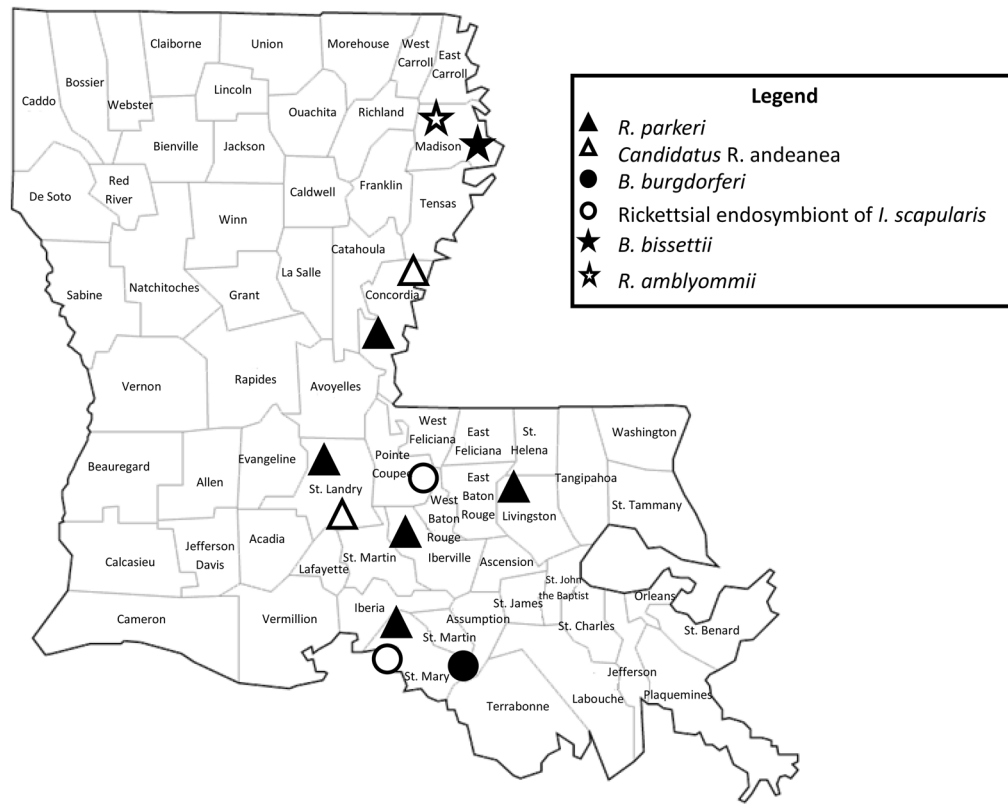 Claiborne
Union
Morehouse
West
Carroll
East
Carroll
Bossier
Caddo
Webster
Lincoln
Ouachita
Richland
Madison
Bienville
Jackson
De Soto
Red
River
Caldwell
Franklin
Tensas
Winn
Catahoula
La Salle
Sabine
Natchitoches
Grant
Concordia
Vernon
Rapides
Avoyelles
West
Feliciana
East
Feliciana
St.
Helena
Washington
Beauregard
Allen
Evangeline
Pointe
Coupee
St. Landry
East
Baton
Rouge
Tangipahoa
St. Tammany
West
Baton
Rouge
Livingston
Calcasieu
Jefferson
Davis
Acadia
Lafayette
St. Martin
Iberville
Ascension
Cameron
Vermillion
Iberia
St. Martin
Assumption
St. James
St. John
the Baptist
St. Charles
Orleans
St. Benard
St. Mary
Terrabonne
Labouche
Jefferson
Plaquemines
Legend
R. parkeri
Candidatus R. andeanea
B. burgdorferi
Rickettsial endosymbiont of I. scapularis
B. bissettii
R. amblyommii